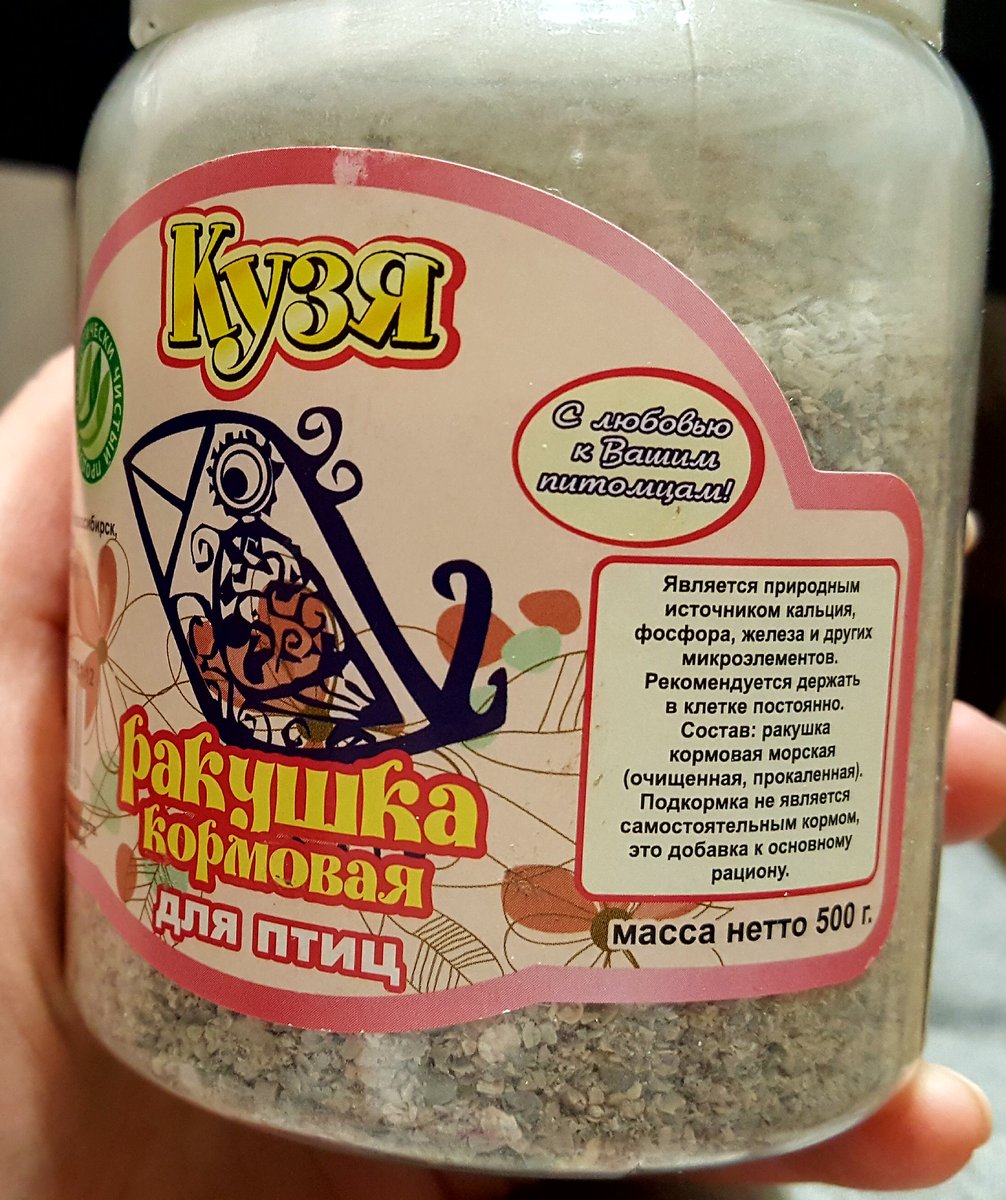 Кузя
С любовью
к Вашим
питомцам!
Является природным
источником кальция,
фосфора, железа и других
микроэлементов.
Рекомендуется держать
в клетке постоянно.
Состав: ракушка
кормовая морская
(очищенная, прокаленная).
Подкормка не является
самостоятельным кормом,
это добавка к основному
рациону.
масса нетто 500 г.
ракушка
кормовая
для птиц
чистый